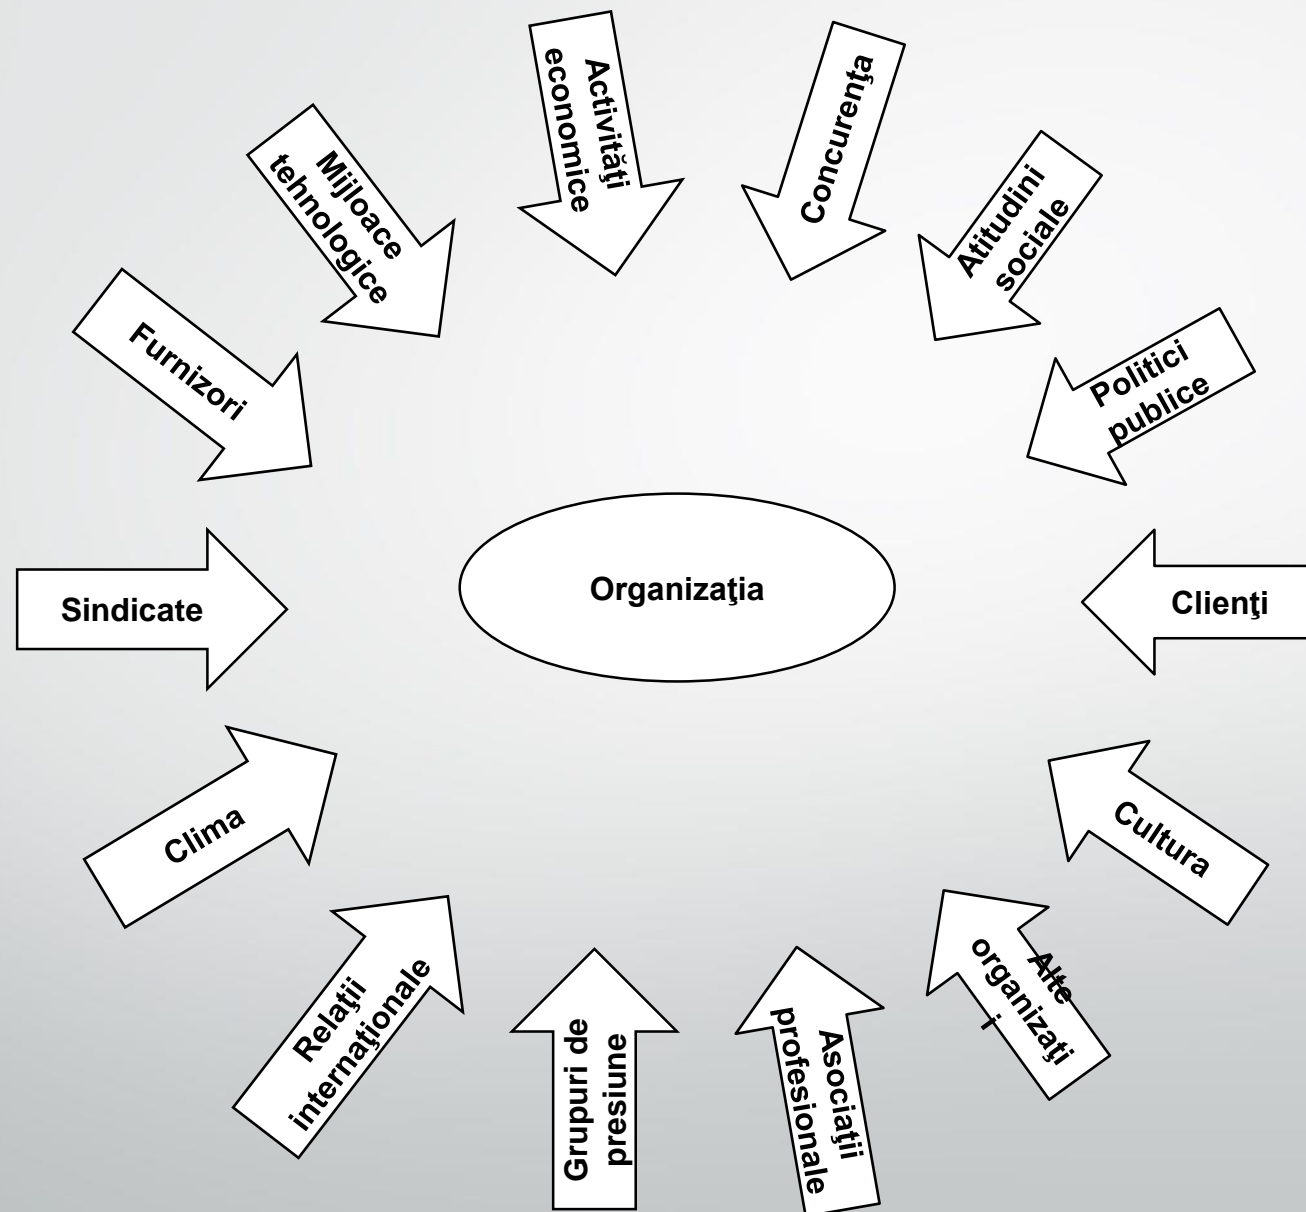 Activităţi
economice
Concurenţa
Mijloace
tehnologice
Atitudini
sociale
Furnizori
Politici
publice
Organizaţia
Sindicate
Clienţi
Clima
Cultura
Relaţii
internaţionale
Alte
organizaţi
i
Grupuri de
presiune
Asociaţii
profesionale